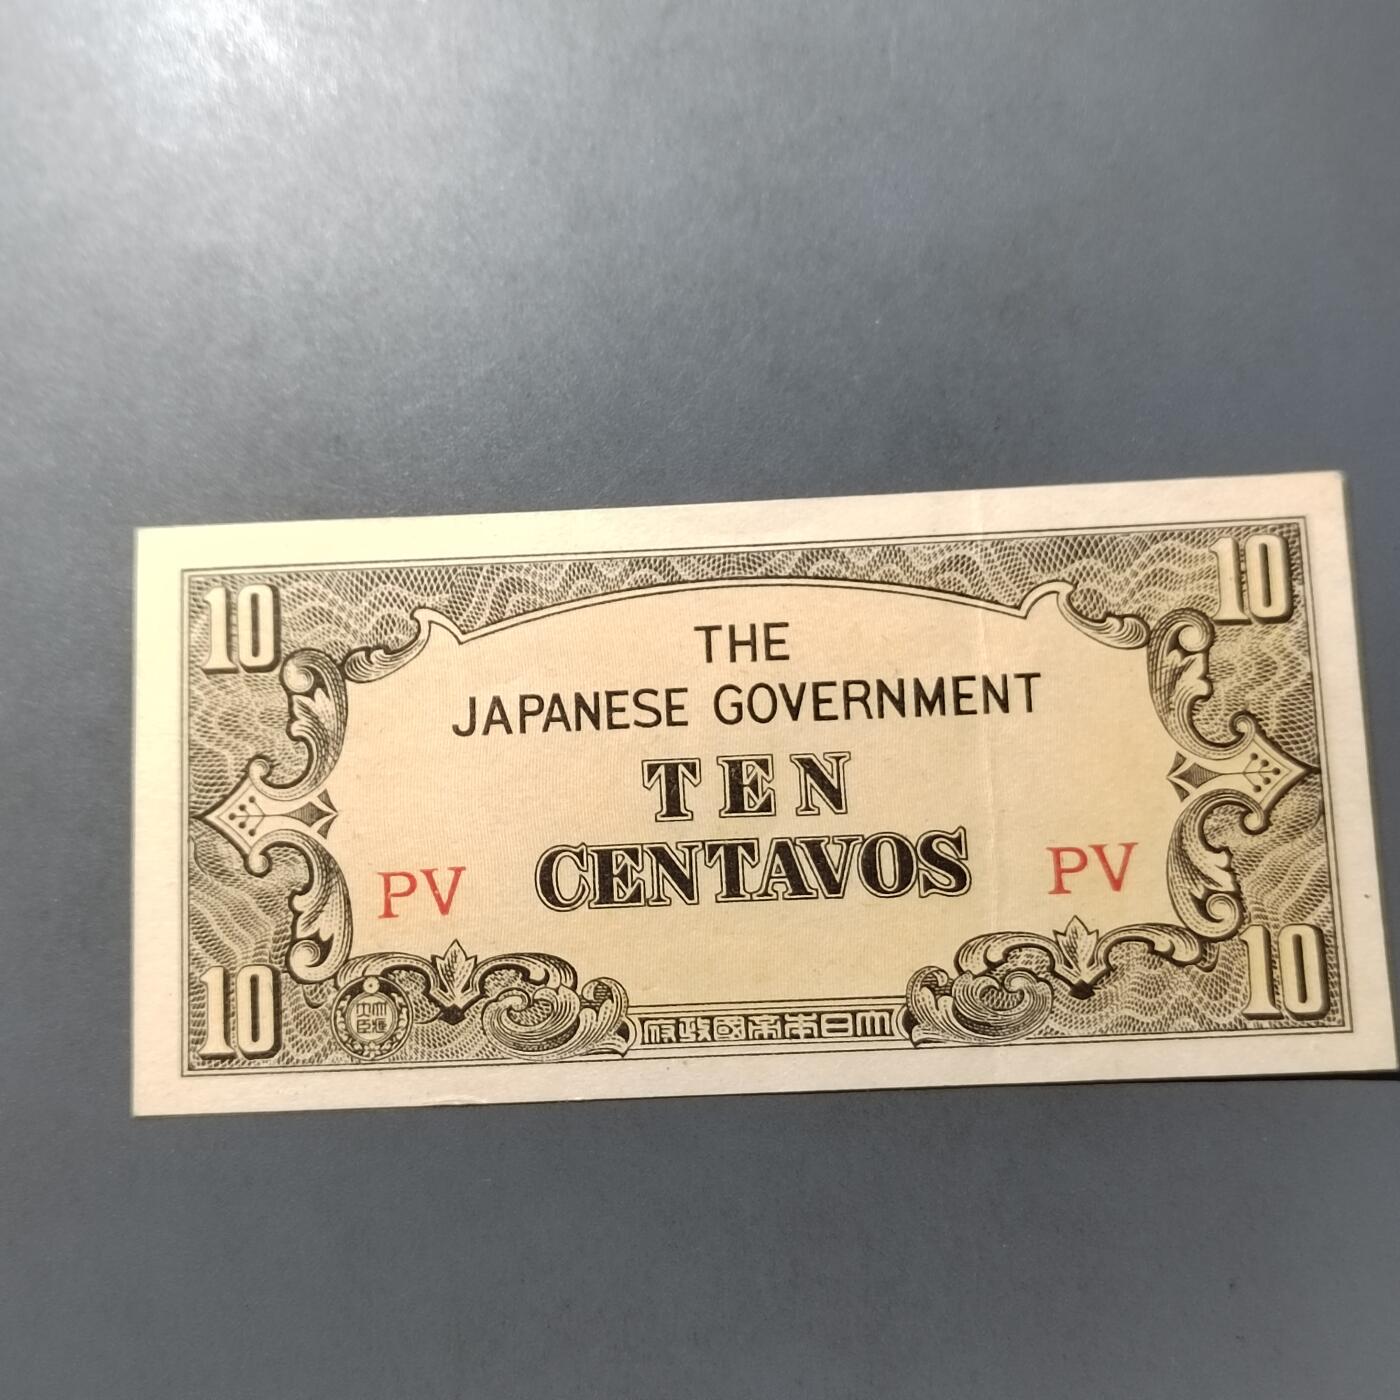 10 10
THE
JAPANESE GOVERNMENT
TEN
CENTAVOS
PV PV
10 10
府政國帝本日大